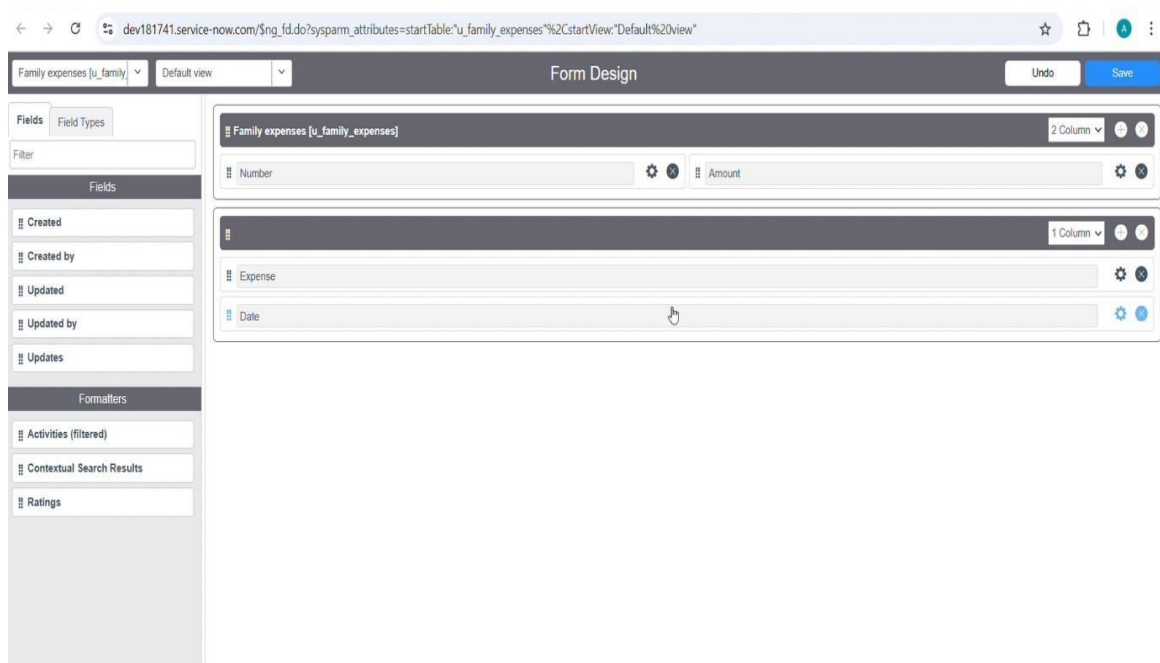 dev181741.service-now.com/$ng_fd.do?sysparm_attributes=startTable:"u_family_expenses"%2CstartView:"Default%20view"
A
Family expenses [u_family_
Default view
Form Design
Undo
Save
Fields
Field Types
Filter
Fields
Created
Created by
Updated
Updated by
Updates
Formatters
Activities (filtered)
Contextual Search Results
Ratings
Family expenses [u_family_expenses]
2 Column
Number
Amount
1 Column
Expense
Date